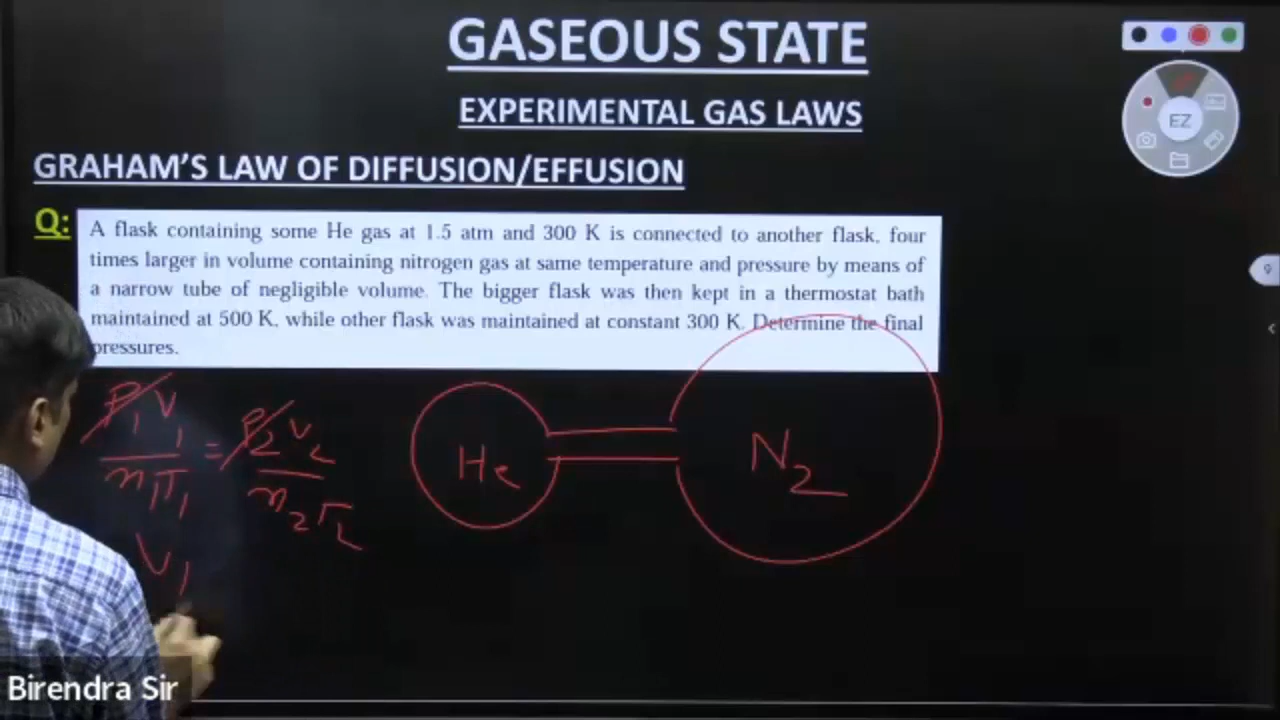 GASEOUS STATE
EXPERIMENTAL GAS LAWS
GRAHAM'S LAW OF DIFFUSION/EFFUSION
Q:
A flask containing some He gas at 1.5 atm and 300 K is connected to another flask, four
times larger in volume containing nitrogen gas at same temperature and pressure by means of
a narrow tube of negligible volume. The bigger flask was then kept in a thermostat bath
maintained at 500 K, while other flask was maintained at constant 300 K. Determine the final
pressures.
P₁V₁ / n₁T₁ = P₂V₂ / n₂T₂
V₁
He
N₂
EZ
Birendra Sir